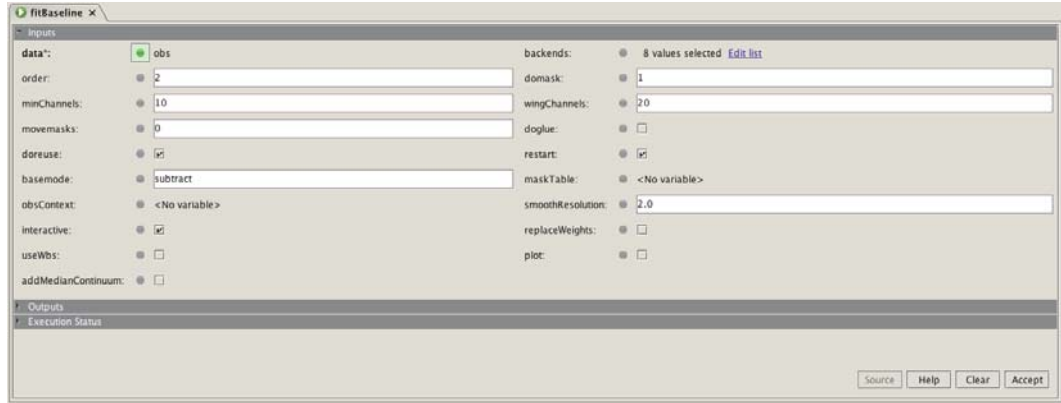 fitBaseline ×
Inputs
data*: obs backends: 8 values selected Edit list
order: 2 domask: 1
minChannels: 10 wingChannels: 20
movemasks: 0 doglue:
doreuse: restart:
basemode: subtract maskTable: <No variable>
obsContext: <No variable> smoothResolution: 2.0
interactive: replaceWeights:
useWbs: plot:
addMedianContinuum:
Outputs
Execution Status
Source Help Clear Accept